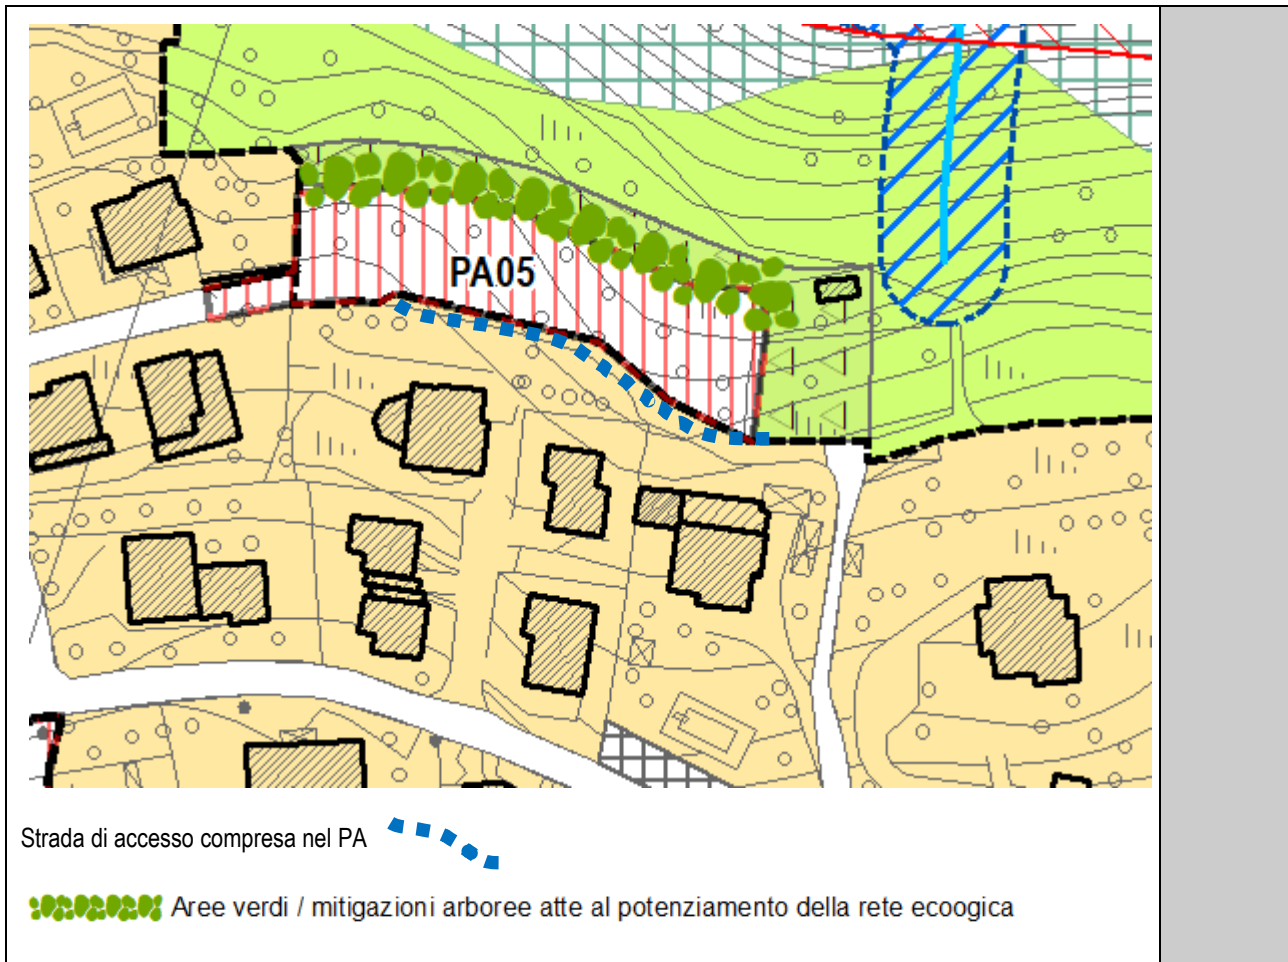 PA05
Strada di accesso compresa nel PA
Aree verdi / mitigazioni arboree atte al potenziamento della rete ecoogica